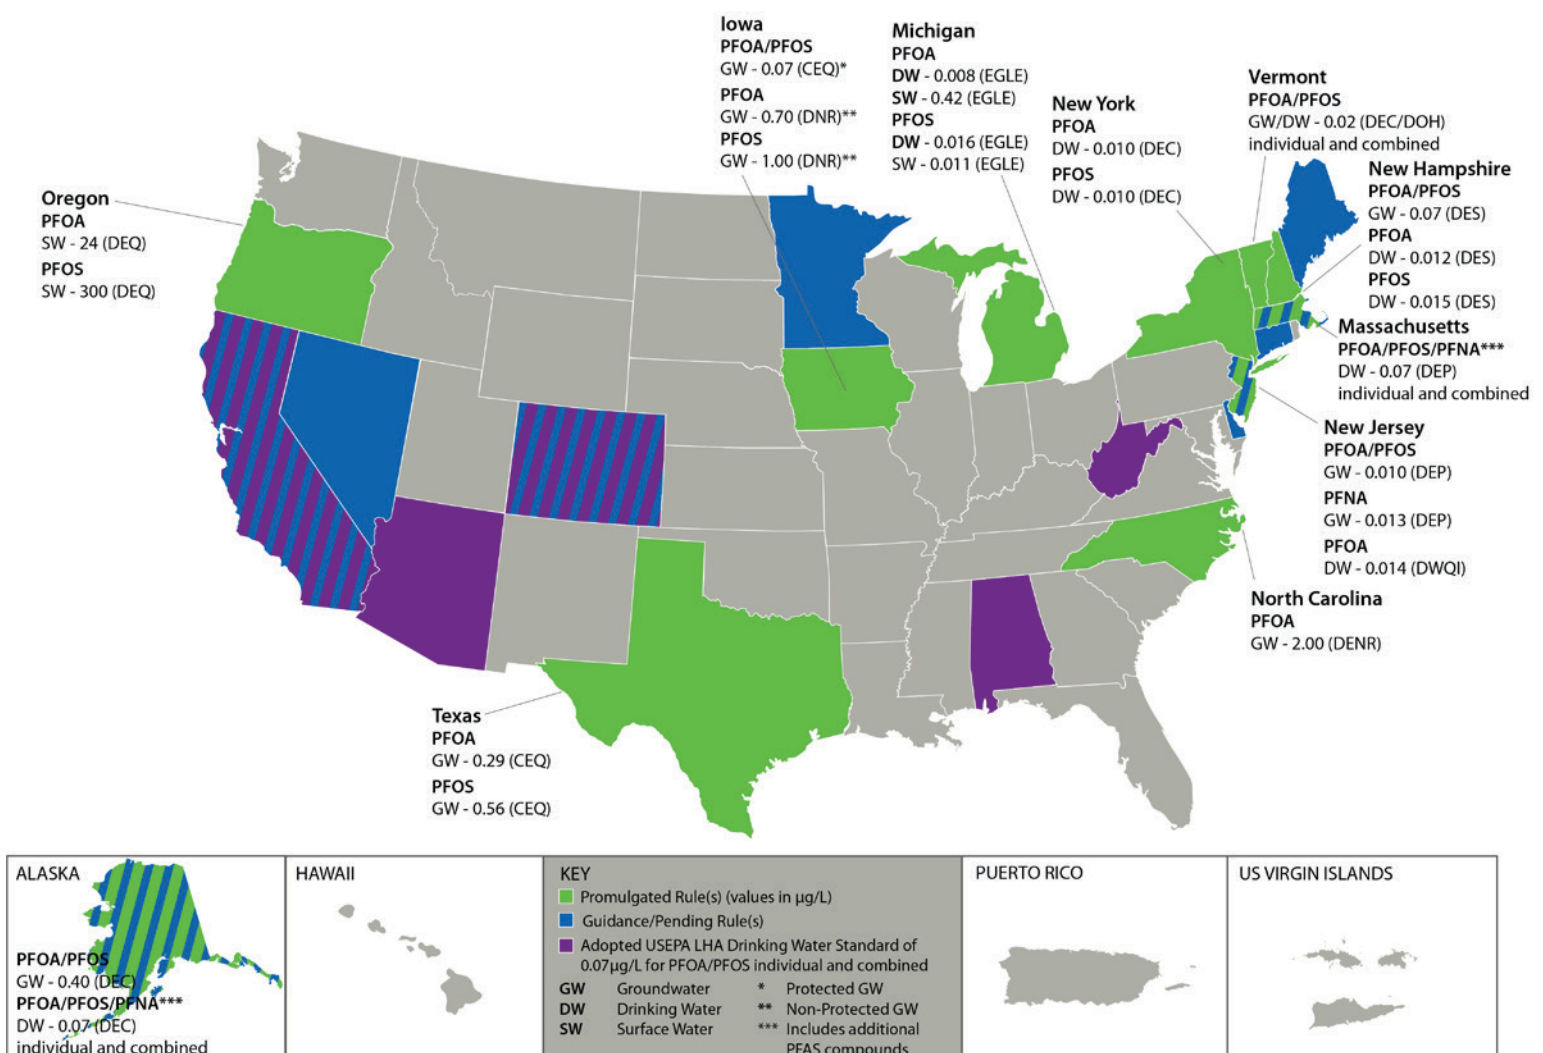 Iowa
PFOA/PFOS
GW - 0.07 (CEQ)*
PFOA
GW - 0.70 (DNR)**
PFOS
GW - 1.00 (DNR)**
Michigan
PFOA
DW - 0.008 (EGLE)
SW - 0.42 (EGLE)
PFOS
DW - 0.016 (EGLE)
SW - 0.011 (EGLE)
New York
PFOA
DW - 0.010 (DEC)
PFOS
DW - 0.010 (DEC)
Vermont
PFOA/PFOS
GW/DW - 0.02 (DEC/DOH)
individual and combined
New Hampshire
PFOA/PFOS
GW - 0.07 (DES)
PFOA
DW - 0.012 (DES)
PFOS
DW - 0.015 (DES)
Oregon
PFOA
SW - 24 (DEQ)
PFOS
SW - 300 (DEQ)
Massachusetts
PFOA/PFOS/PFNA***
DW - 0.07 (DEP)
individual and combined
New Jersey
PFOA/PFOS
GW - 0.010 (DEP)
PFNA
GW - 0.013 (DEP)
PFOA
DW - 0.014 (DWQI)
North Carolina
PFOA
GW - 2.00 (DENR)
Texas
PFOA
GW - 0.29 (CEQ)
PFOS
GW - 0.56 (CEQ)
ALASKA
PFOA/PFOS
GW - 0.40 (DEC)
PFOA/PFOS/PFNA***
DW - 0.07 (DEC)
individual and combined
HAWAII
KEY
Promulgated Rule(s) (values in µg/L)
Guidance/Pending Rule(s)
Adopted USEPA LHA Drinking Water Standard of
0.07µg/L for PFOA/PFOS individual and combined
GW Groundwater * Protected GW
DW Drinking Water ** Non-Protected GW
SW Surface Water *** Includes additional
PFAS compounds
PUERTO RICO
US VIRGIN ISLANDS